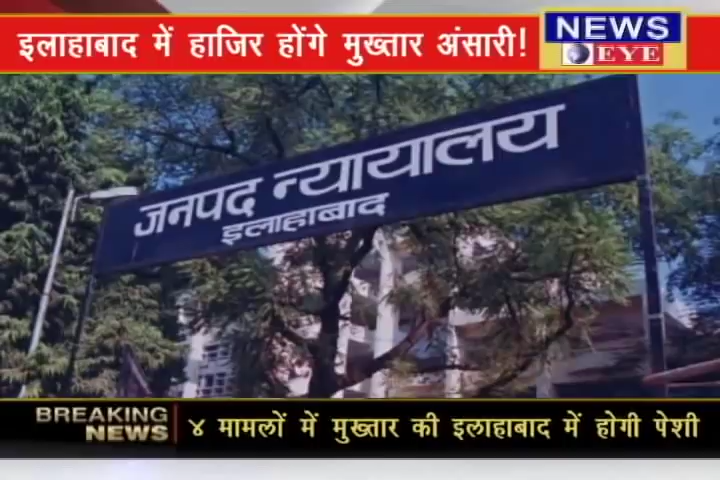 इलाहाबाद में हाजिर होंगे मुख्तार अंसारी!
NEWS
EYE
जनपद न्यायालय
इलाहाबाद
BREAKING
NEWS
४ मामलों में मुख्तार की इलाहाबाद में होगी पेशी